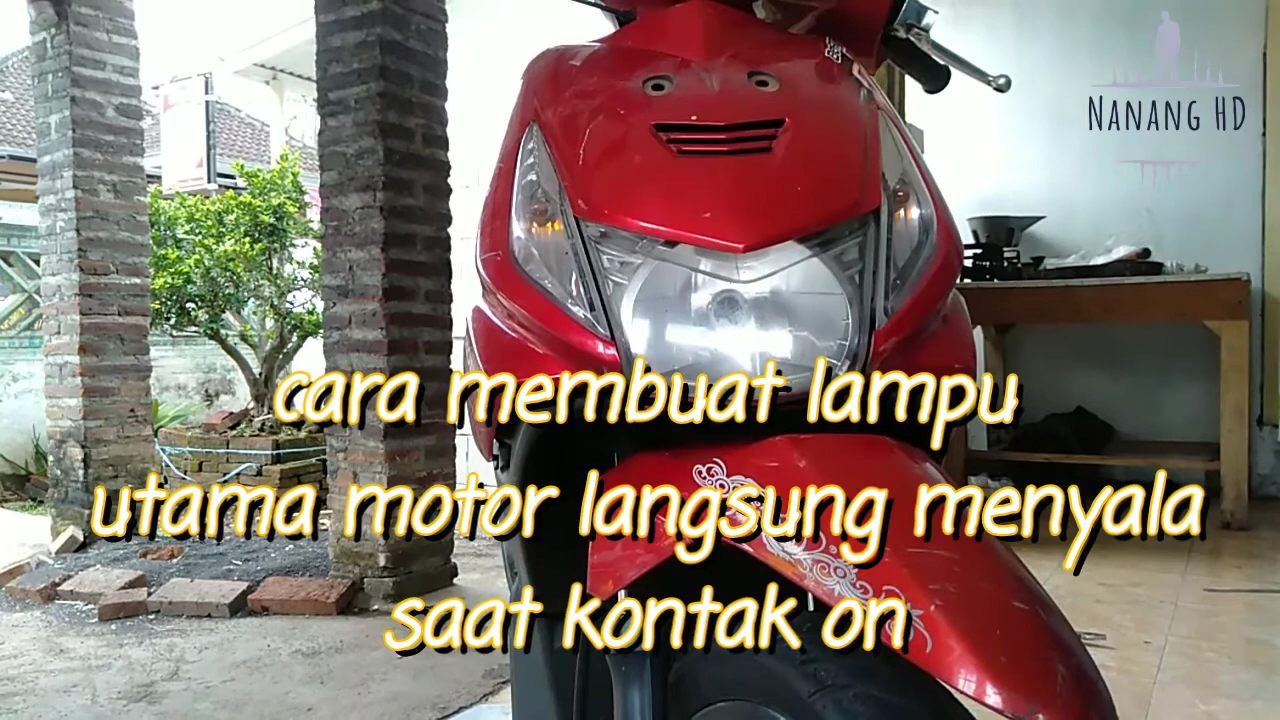 NANANG HD
cara membuat lampu
utama motor langsung menyala
saat kontak on